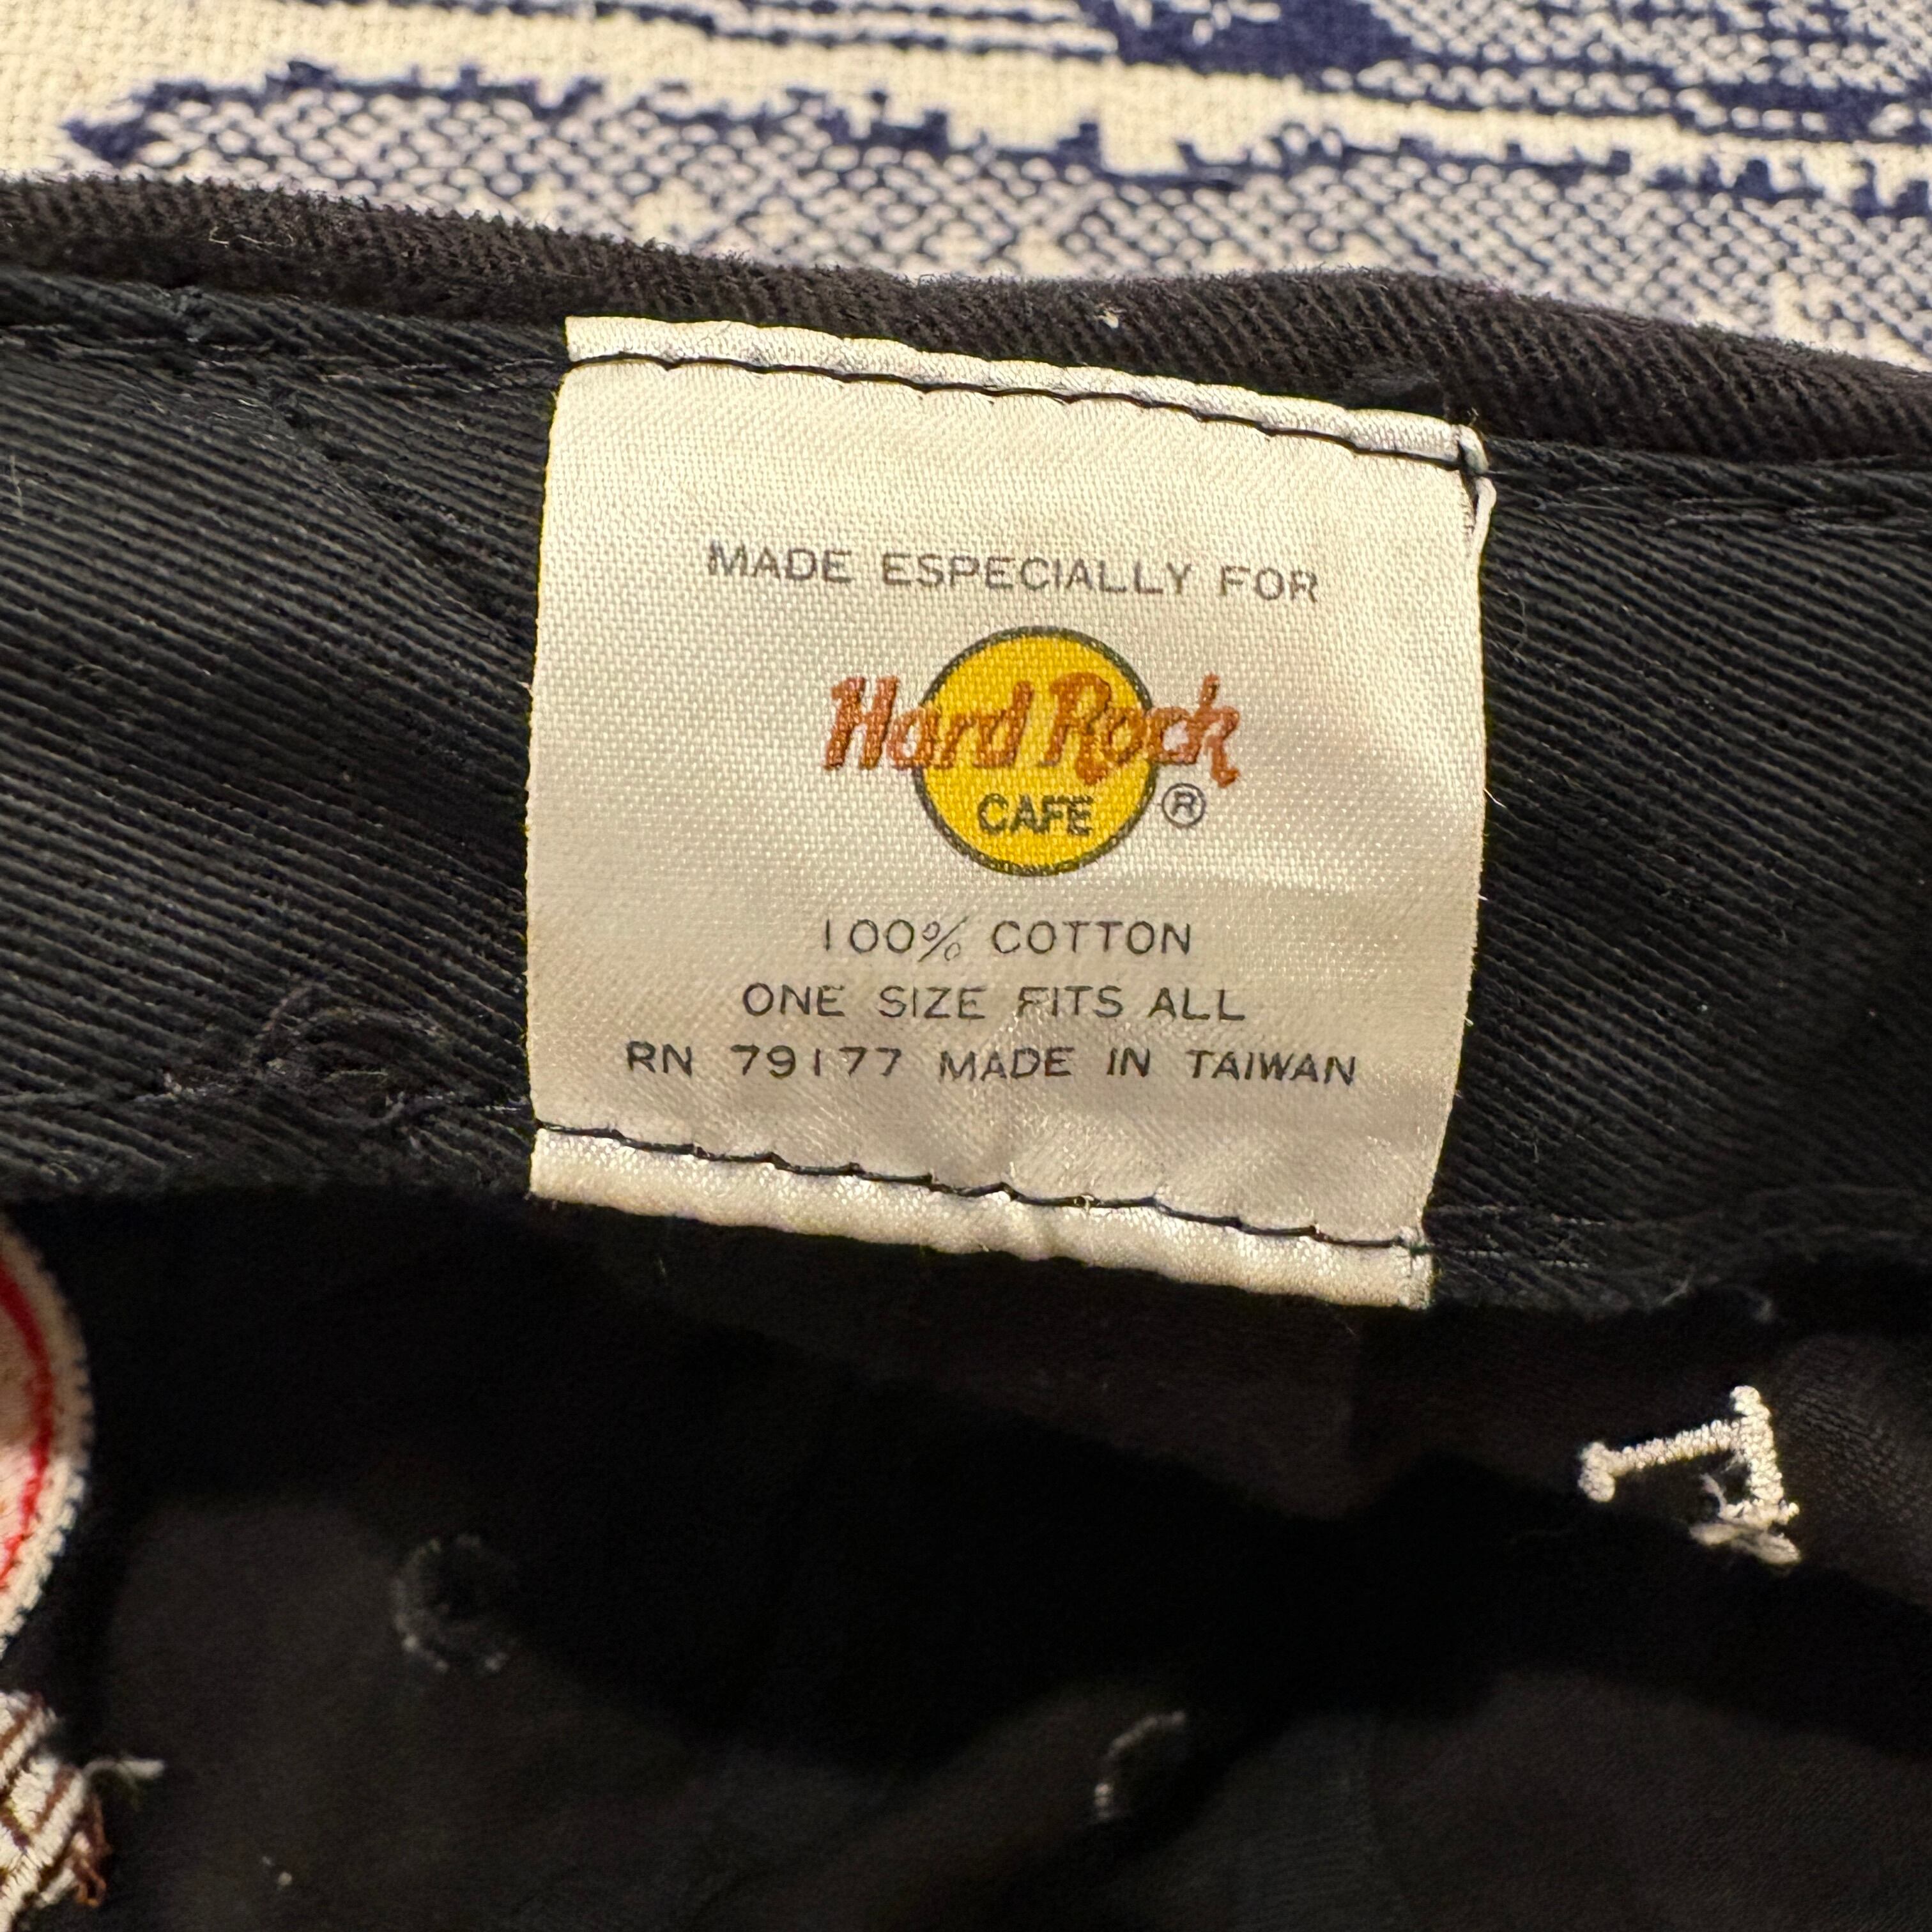 MADE ESPECIALLY FOR
Hard Rock
CAFE ®
100% COTTON
ONE SIZE FITS ALL
RN 79177 MADE IN TAIWAN